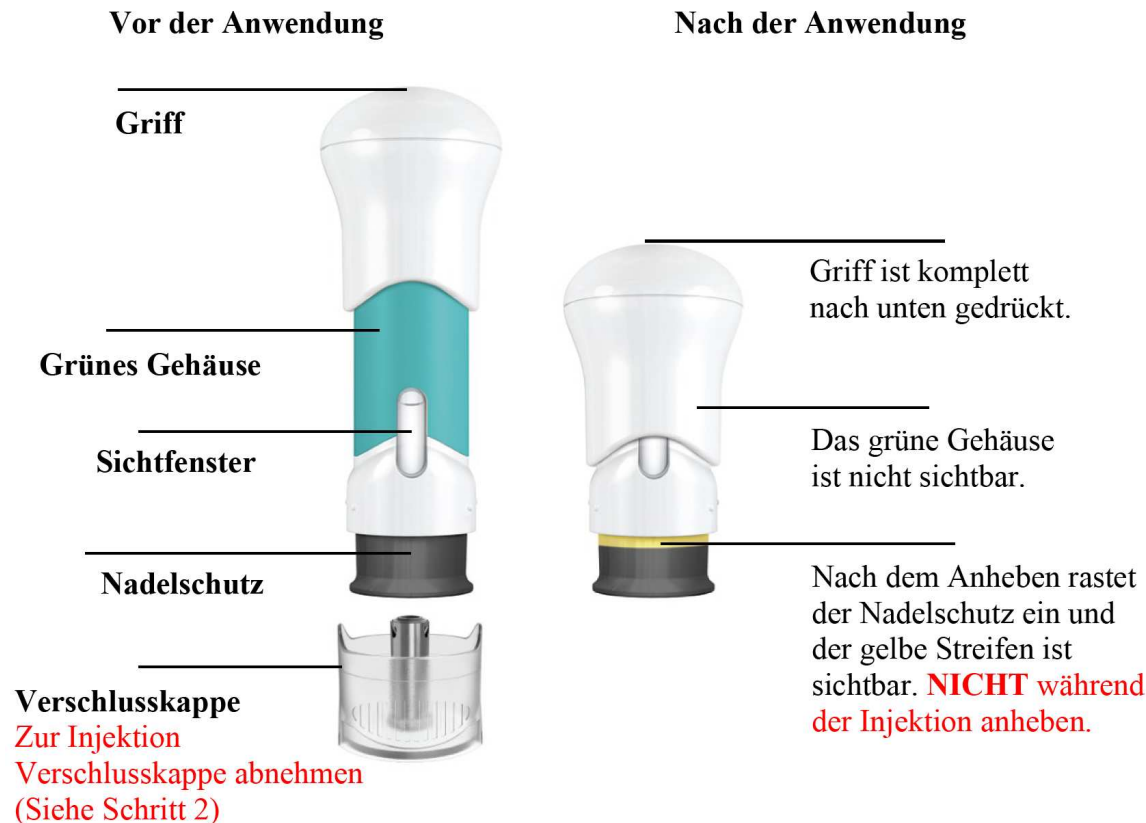 Vor der Anwendung
Griff
Grünes Gehäuse
Sichtfenster
Nadelschutz
Verschlusskappe
Zur Injektion
Verschlusskappe abnehmen
(Siehe Schritt 2)
Nach der Anwendung
Griff ist komplett
nach unten gedrückt.
Das grüne Gehäuse
ist nicht sichtbar.
Nach dem Anheben rastet
der Nadelschutz ein und
der gelbe Streifen ist
sichtbar. NICHT während
der Injektion anheben.